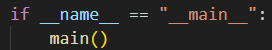 if __name__ == "__main__":
    main()